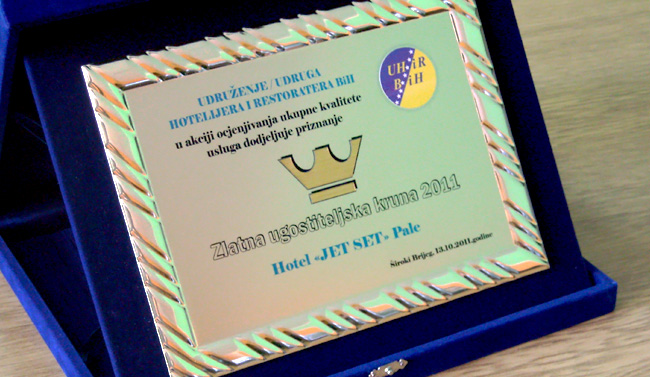 UDRUŽENJE / UDRUGA
HOTELIJERA I RESTORATERA BiH
UHiR
BiH
u akciji ocjenjivanja ukupne kvalitete
usluga dodjeljuje priznanje
Zlatna ugostiteljska kruna 2011
Hotel «JET SET» Pale
Široki Brijeg, 13.10.2011.godine